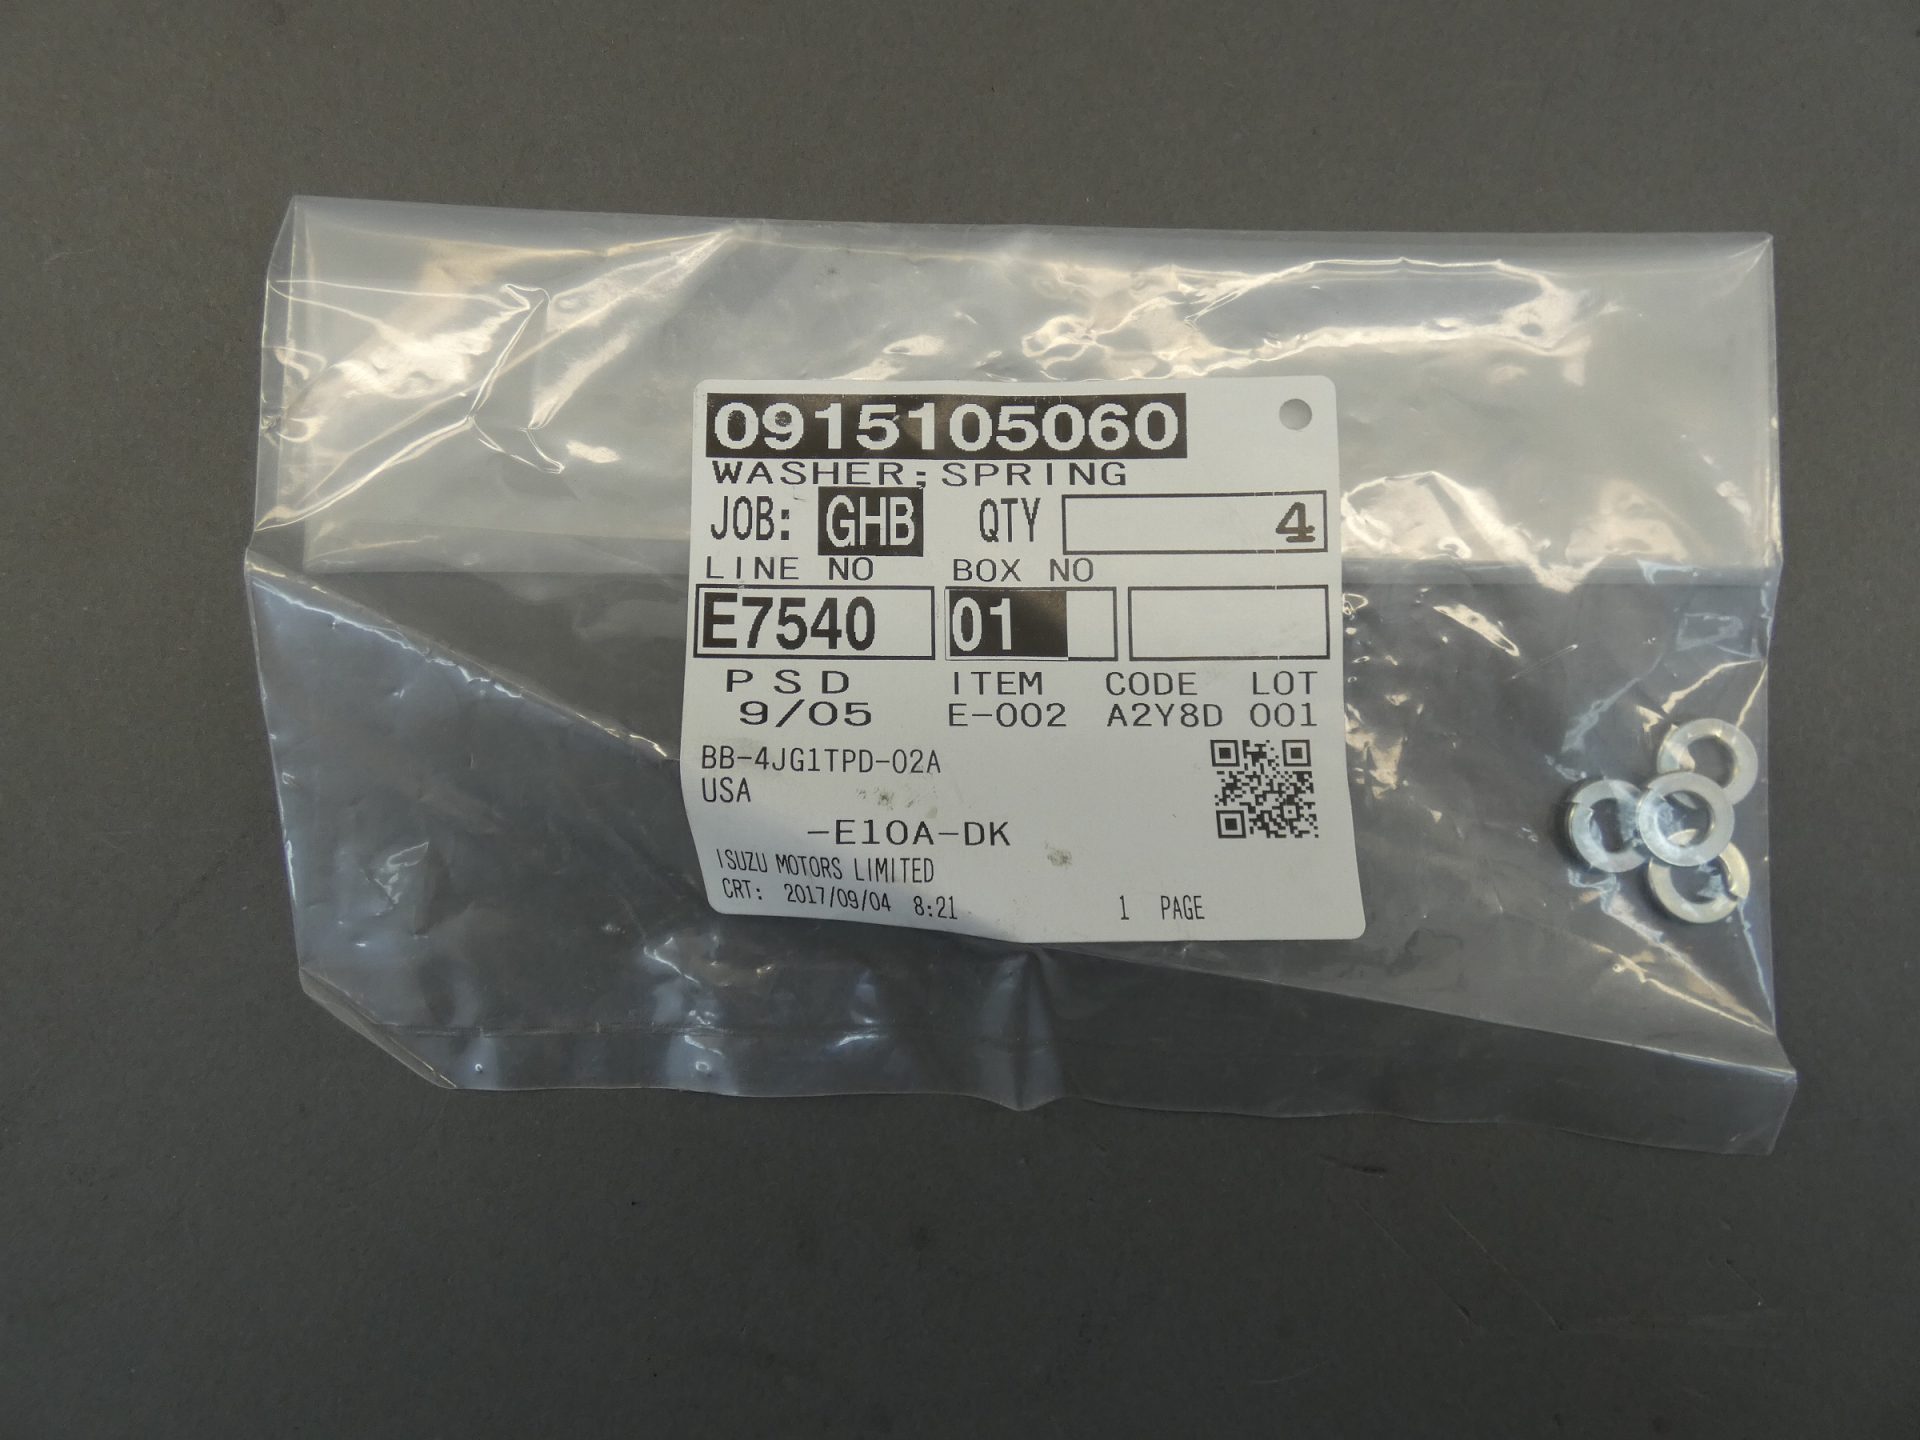 0915105060
WASHER;SPRING
JOB: GHB QTY 4
LINE NO BOX NO
E7540 01
PSD ITEM CODE LOT
9/05 E-002 A2Y8D 001
BB-4JG1TPD-02A
USA
-E10A-DK
ISUZU MOTORS LIMITED
CRT: 2017/09/04 8:21 1 PAGE